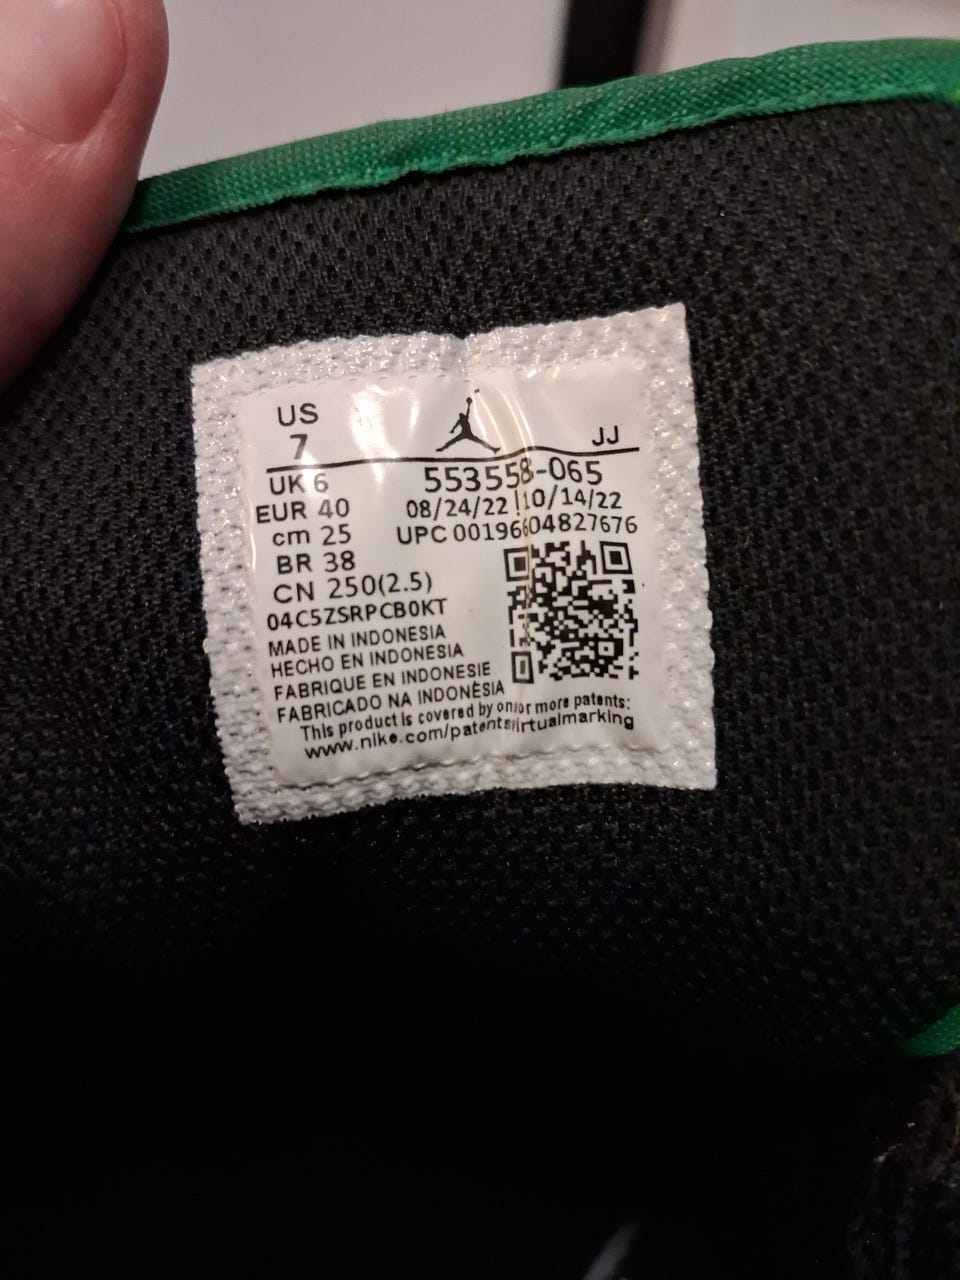 US
7
JJ
UK 6
EUR 40
cm 25
BR 38
CN 250(2.5)
553558-065
08/24/22 10/14/22
UPC 00196604827676
04C5ZSRPCB0KT
MADE IN INDONESIA
HECHO EN INDONESIA
FABRIQUE EN INDONESIE
FABRICADO NA INDONÉSIA
This product is covered by on or more patents:
www.nike.com/patentsvirtualmarking